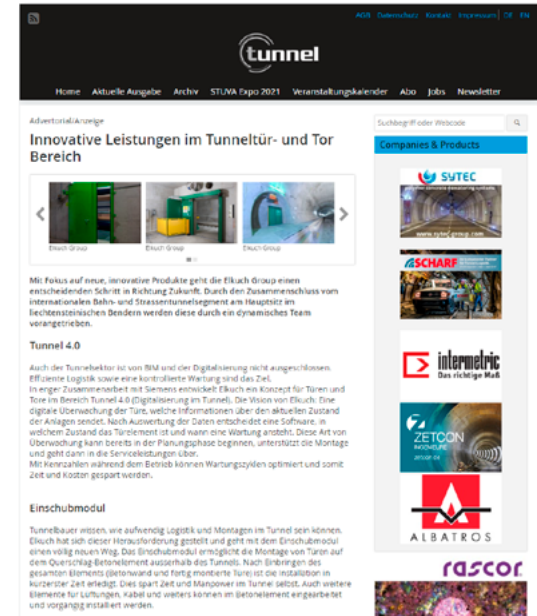 AGB Datenschutz Kontakt Impressum DE EN
tunnel
Home Aktuelle Ausgabe Archiv STUVA Expo 2021 Veranstaltungskalender Abo Jobs Newsletter
Advertorial/Anzeige
Innovative Leistungen im Tunneltür- und Tor
Bereich
Elkuch Group Elkuch Group Elkuch Group
Mit Fokus auf neue, innovative Produkte geht die Elkuch Group einen
entscheidenden Schritt in Richtung Zukunft. Durch den Zusammenschluss vom
internationalen Bahn- und Strassentunnelsegment am Hauptsitz im
liechtensteinischen Bendern werden diese durch ein dynamisches Team
vorangetrieben.
Tunnel 4.0
Auch der Tunnelsektor ist von BIM und der Digitalisierung nicht ausgeschlossen.
Effiziente Logistik sowie eine kontrollierte Wartung sind das Ziel.
In enger Zusammenarbeit mit Siemens entwickelt Elkuch ein Konzept für Türen und
Tore im Bereich Tunnel 4.0 (Digitalisierung im Tunnel). Die Vision von Elkuch: Eine
digitale Überwachung der Türe, welche Informationen über den aktuellen Zustand
der Anlagen sendet. Nach Auswertung der Daten entscheidet eine Software, in
welchem Zustand das Türelement ist und wann eine Wartung ansteht. Diese Art von
Überwachung kann bereits in der Planungsphase beginnen, unterstützt die Montage
und geht dann in die Serviceleistungen über.
Mit Kennzahlen während dem Betrieb können Wartungszyklen optimiert und somit
Zeit und Kosten gespart werden.
Einschubmodul
Tunnelbauer wissen, wie aufwendig Logistik und Montagen im Tunnel sein können.
Elkuch hat sich dieser Herausforderung gestellt und geht mit dem Einschubmodul
einen völlig neuen Weg. Das Einschubmodul ermöglicht die Montage von Türen auf
dem Querschlag-Betonelement ausserhalb des Tunnels. Nach Einbringen des
gesamten Elements (Betonwand und fertig montierte Türe) ist die Installation in
kürzerster Zeit erledigt. Dies spart Zeit und Manpower im Tunnel selbst. Auch weitere
Elemente für Lüftungen, Kabel und weiters können im Betonelement eingearbeitet
und vorgängig installiert werden.
Suchbegriff oder Webcode
Companies & Products
SYTEC
www.sytec-group.com
SCHARF
intermetric
Das richtige Maß
ZETCON
INGENIEURE
ALBATROS
rascor